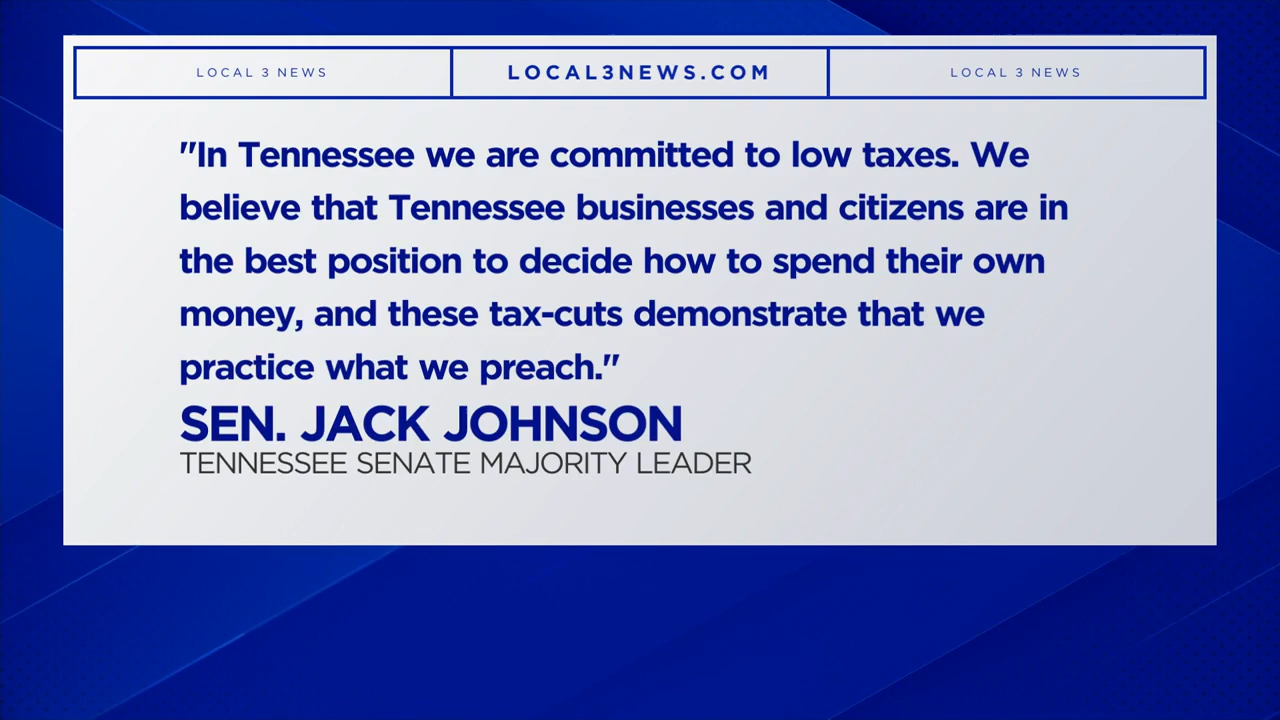 LOCAL 3 NEWS
LOCAL3NEWS.COM
LOCAL 3 NEWS
"In Tennessee we are committed to low taxes. We
believe that Tennessee businesses and citizens are in
the best position to decide how to spend their own
money, and these tax-cuts demonstrate that we
practice what we preach."
SEN. JACK JOHNSON
TENNESSEE SENATE MAJORITY LEADER